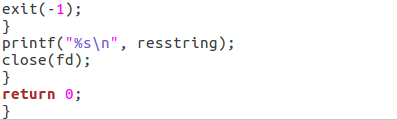 exit(-1);
}
printf("%s\n", resstring);
close(fd);
}
return 0;
}